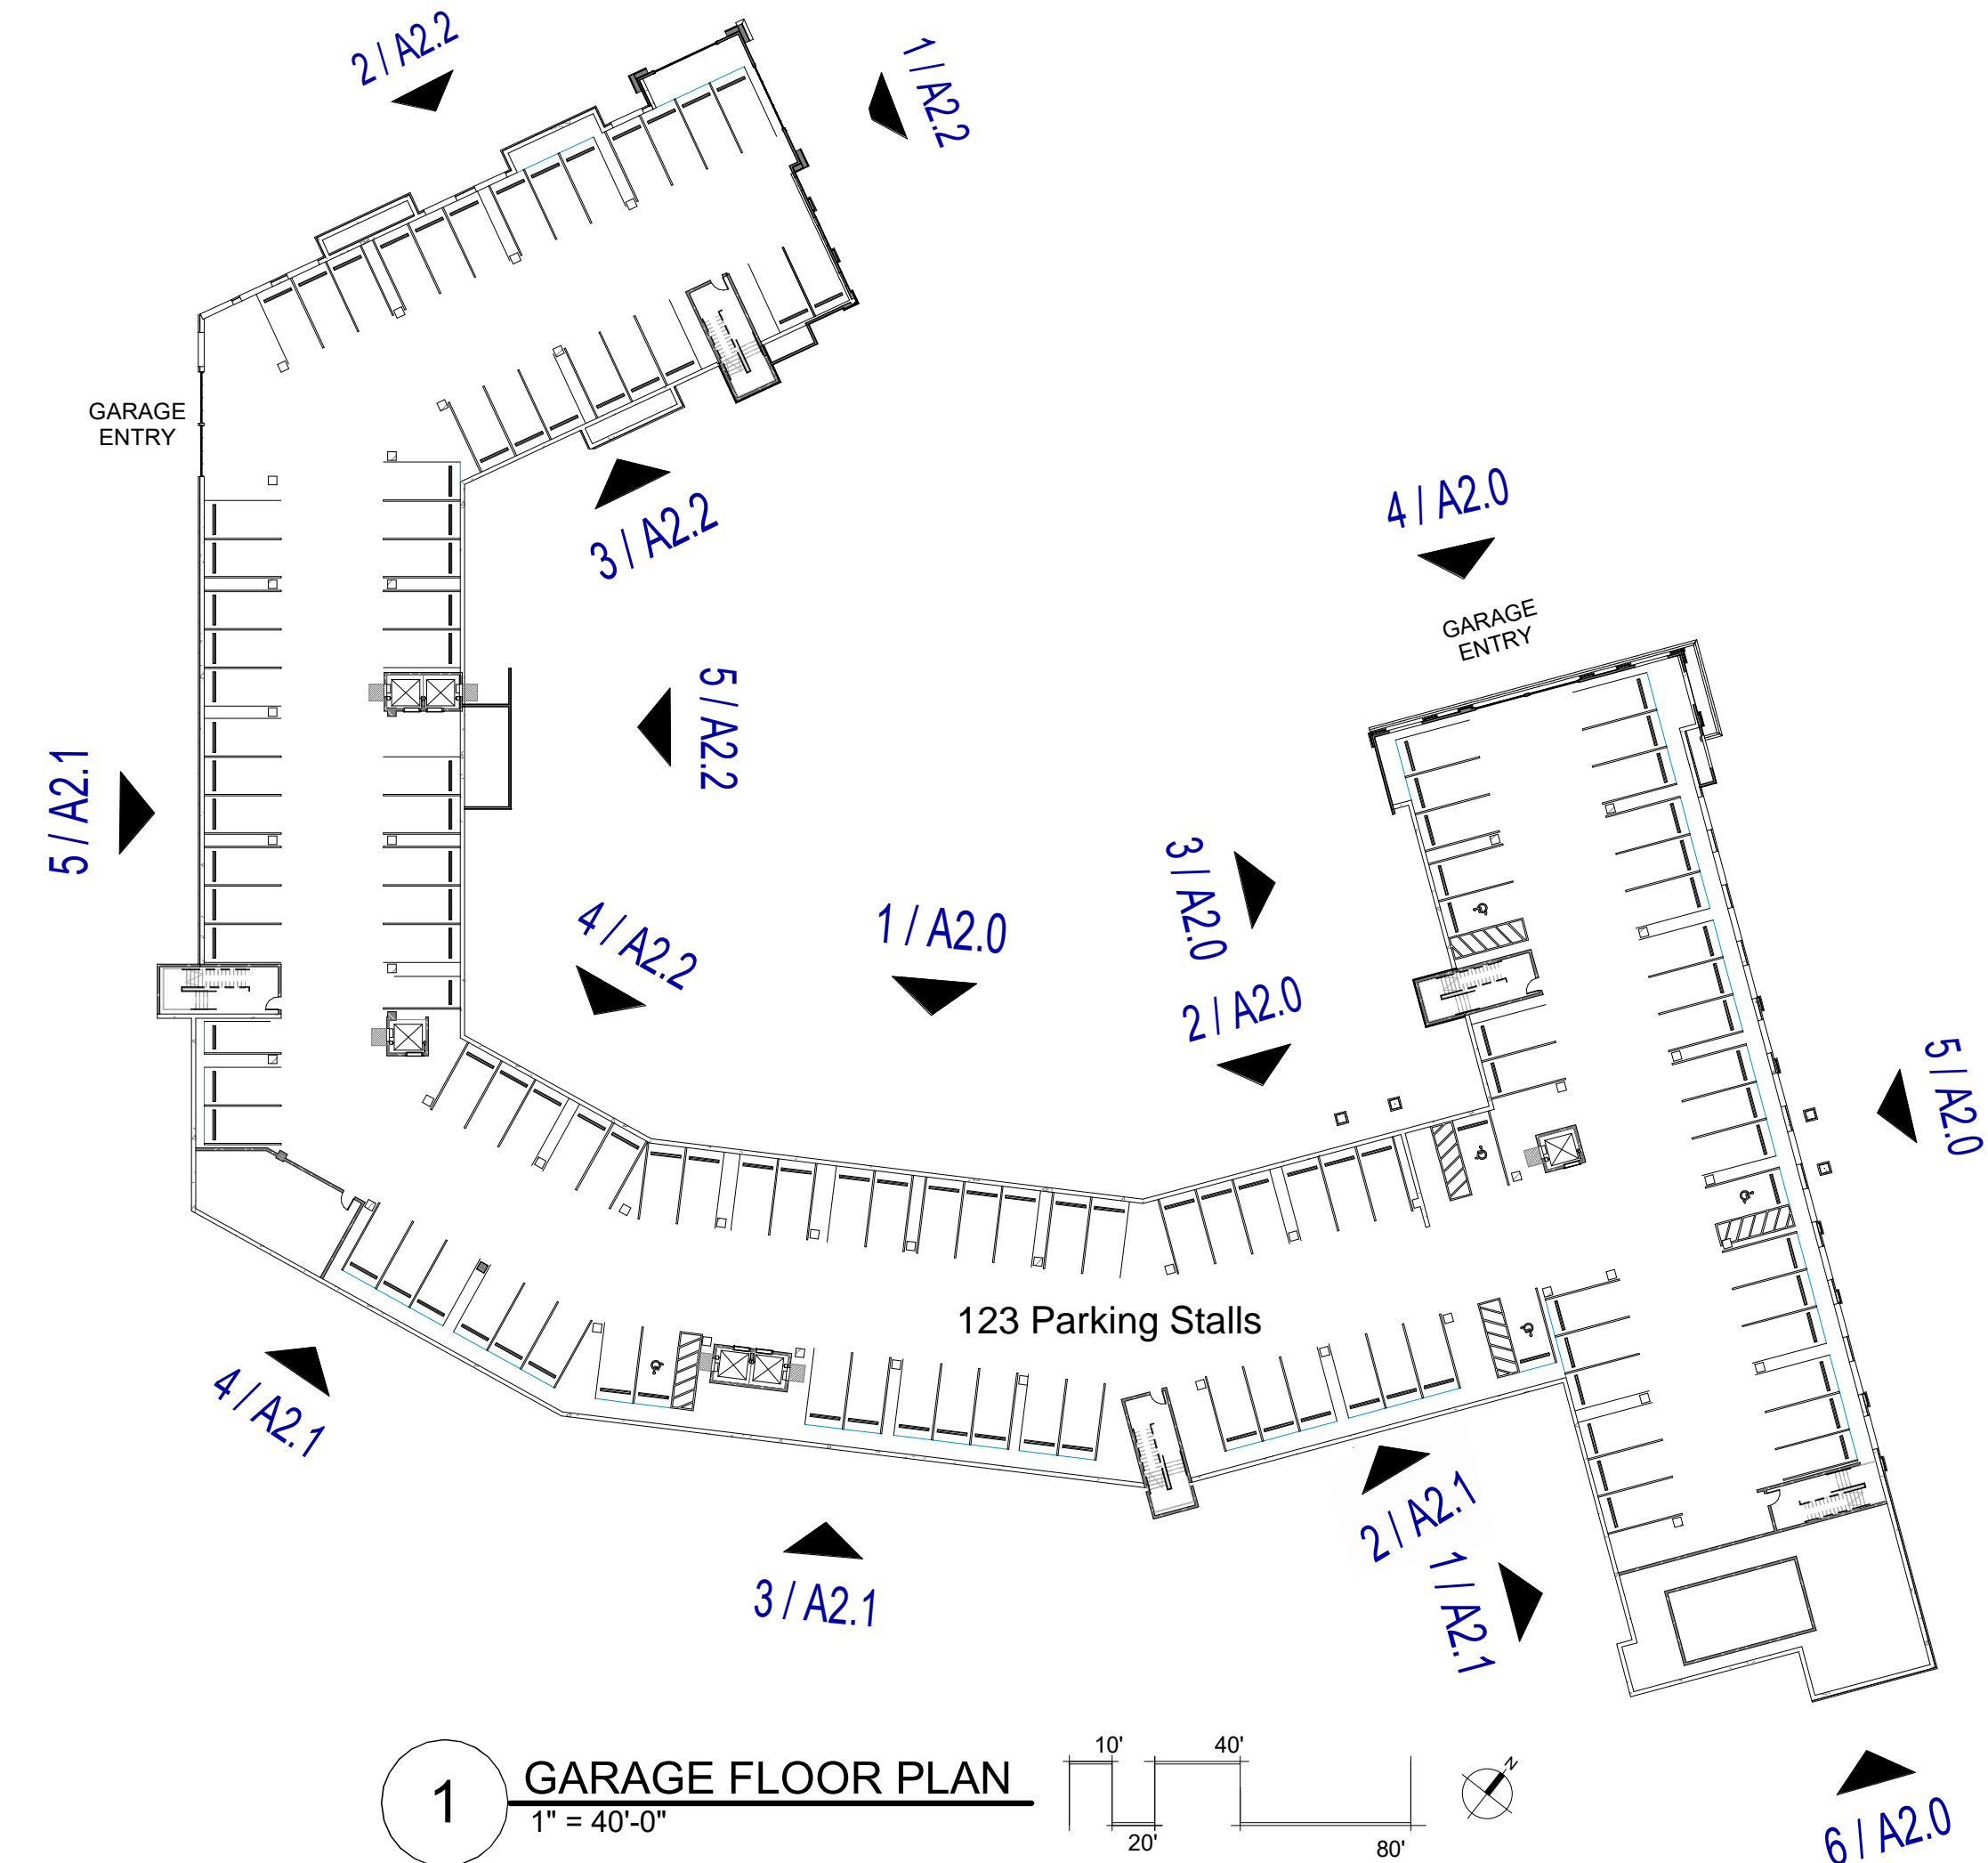 2 / A2.2
1 / A2.2
GARAGE
ENTRY
3 / A2.2
4 / A2.0
GARAGE
ENTRY
5 / A2.2
5 / A2.1
3 / A2.0
4 / A2.2
1 / A2.0
2 / A2.0
5 / A2.0
123 Parking Stalls
4 / A2.1
2 / A2.1
3 / A2.1
1 / A2.1
1
GARAGE FLOOR PLAN
1" = 40'-0"
10'
40'
20'
80'
N
6 / A2.0